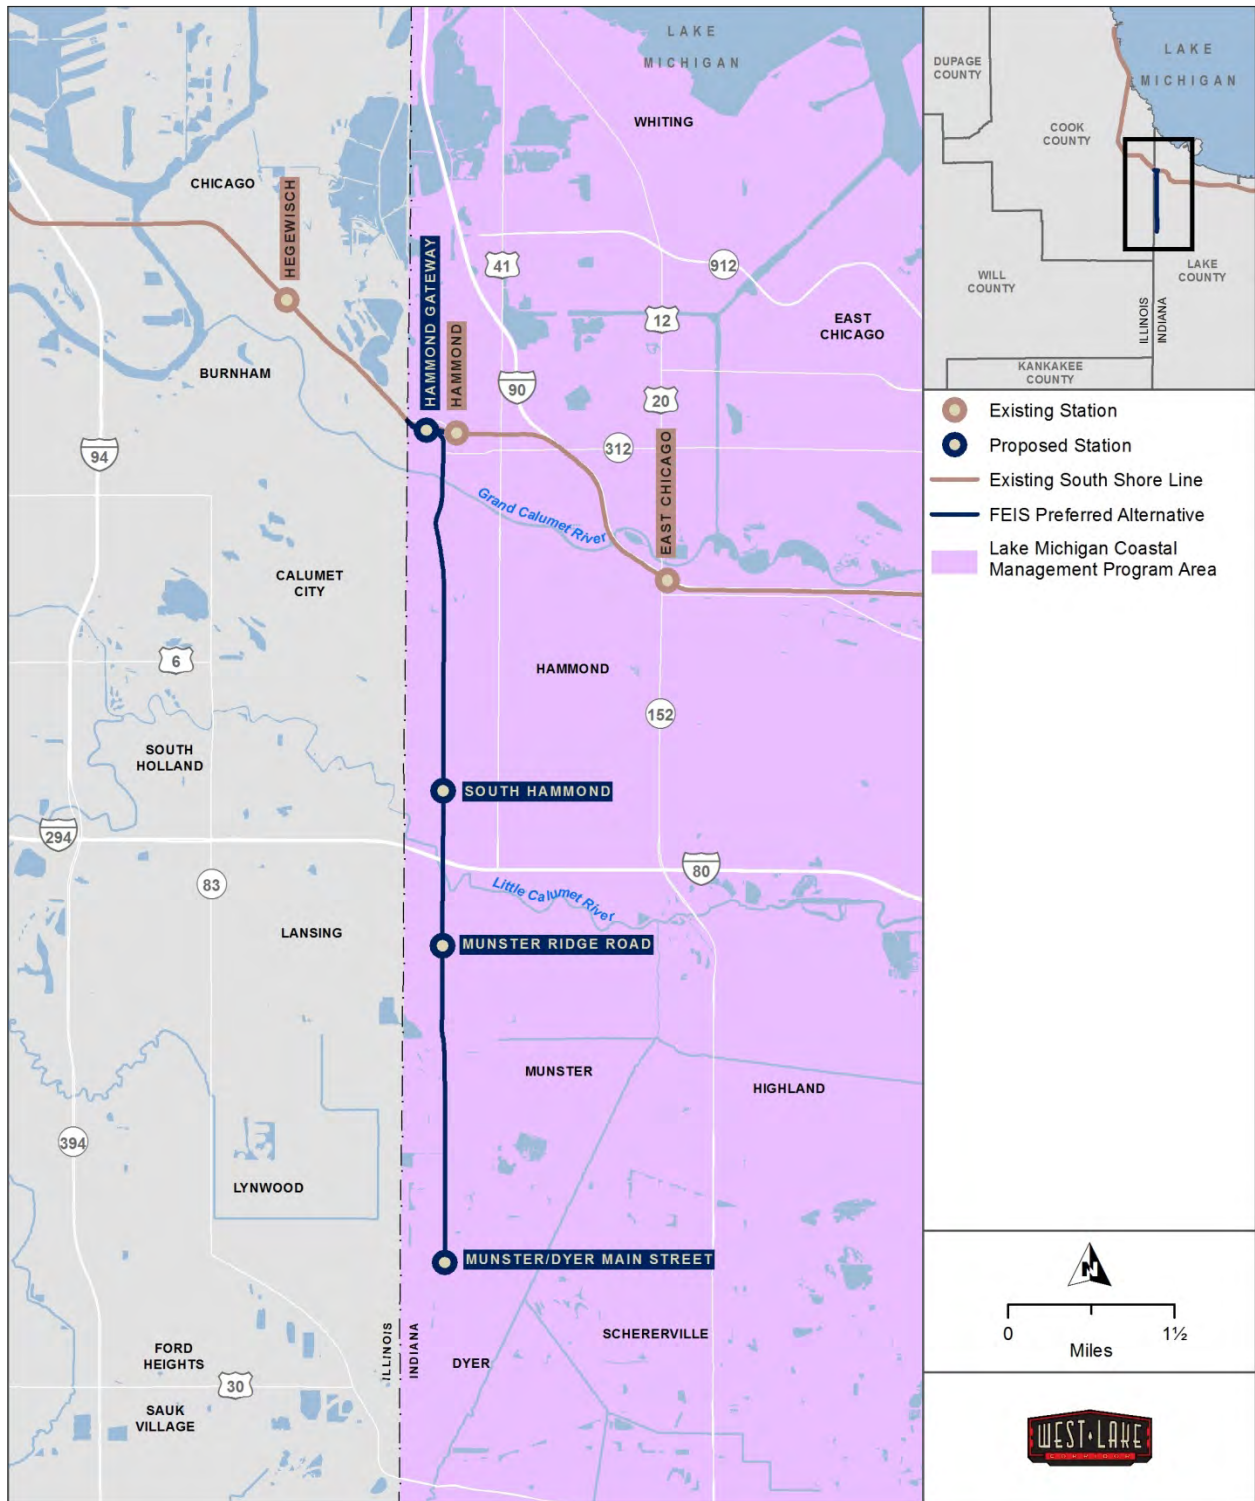 LAKE
MICHIGAN
WHITING
CHICAGO
HEGEWISCH
HAMMOND GATEWAY
HAMMOND
41
912
12
EAST
CHICAGO
BURNHAM
90
20
94
312
EAST CHICAGO
Grand Calumet River
CALUMET
CITY
6
HAMMOND
152
SOUTH
HOLLAND
SOUTH HAMMOND
294
80
83
Little Calumet River
LANSING
MUNSTER RIDGE ROAD
MUNSTER
HIGHLAND
394
LYNWOOD
MUNSTER/DYER MAIN STREET
ILLINOIS
INDIANA
SCHERERVILLE
FORD
HEIGHTS
DYER
30
SAUK
VILLAGE
LAKE
MICHIGAN
DUPAGE
COUNTY
COOK
COUNTY
WILL
COUNTY
LAKE
COUNTY
ILLINOIS
INDIANA
KANKAKEE
COUNTY
Existing Station
Proposed Station
Existing South Shore Line
FEIS Preferred Alternative
Lake Michigan Coastal
Management Program Area
N
0 1½
Miles
WEST LAKE